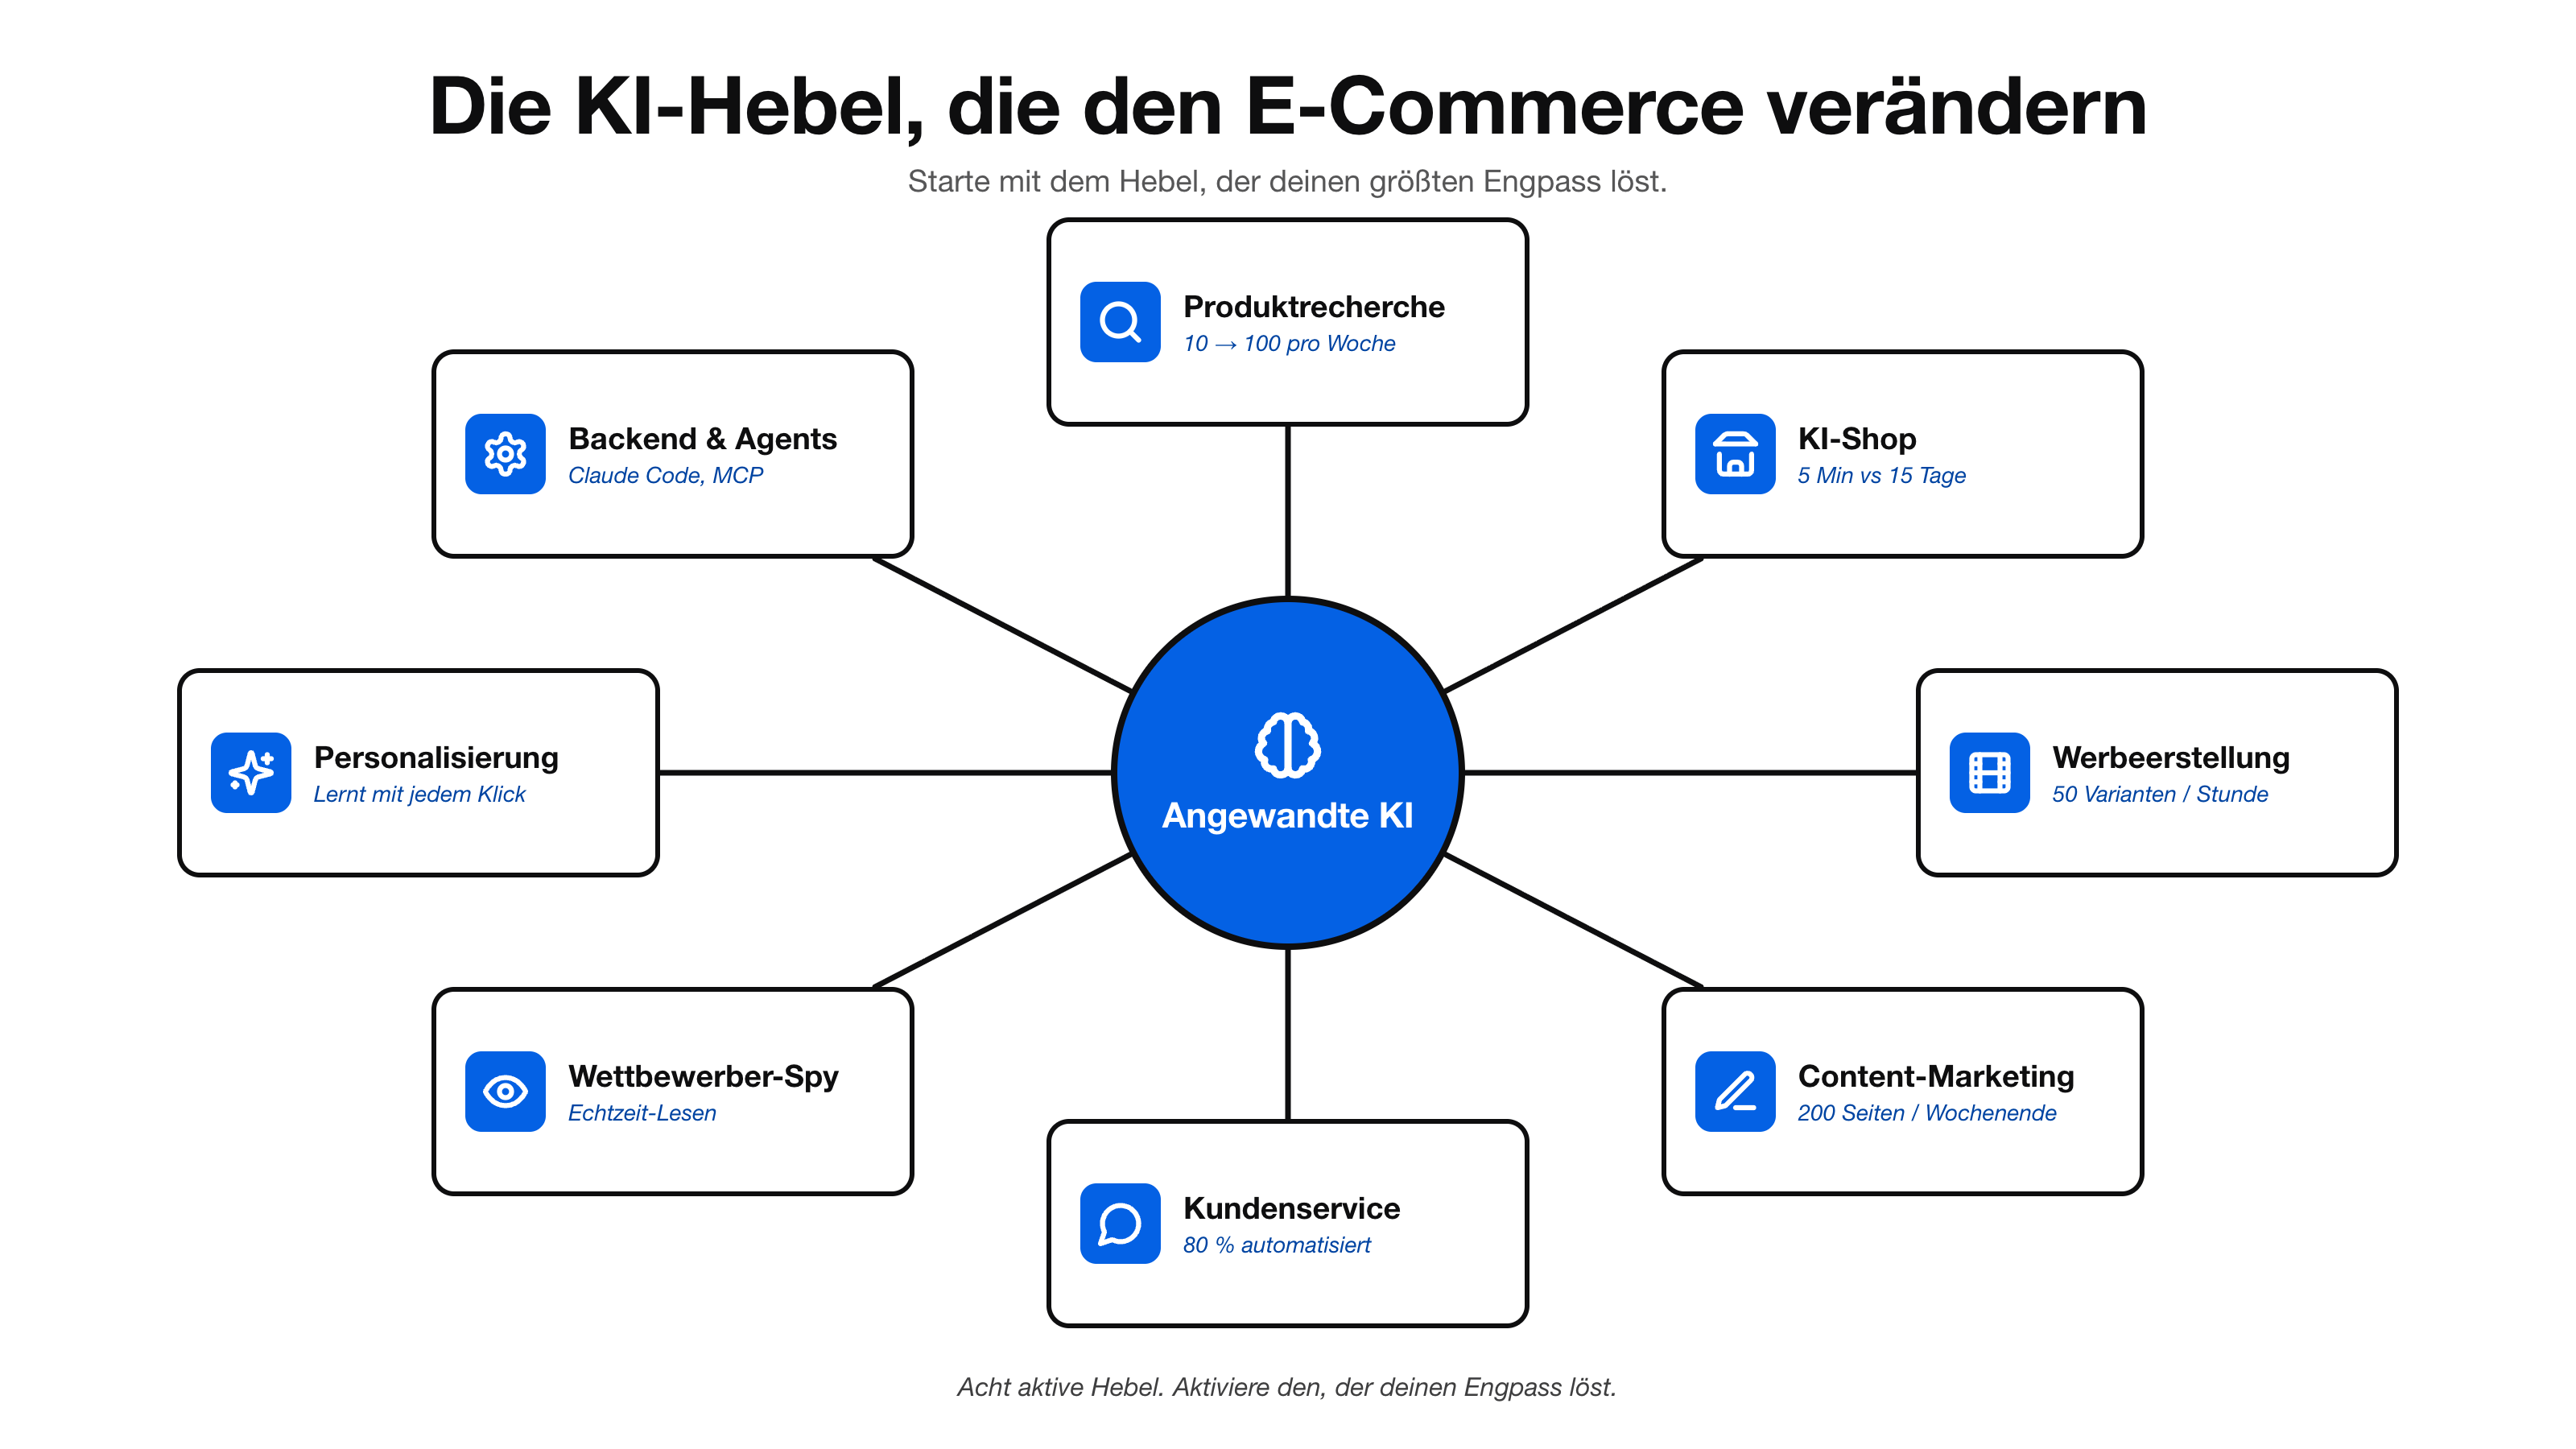 Die KI-Hebel, die den E-Commerce verändern
Starte mit dem Hebel, der deinen größten Engpass löst.
Produktrecherche
10 → 100 pro Woche
Backend & Agents
Claude Code, MCP
KI-Shop
5 Min vs 15 Tage
Personalisierung
Lernt mit jedem Klick
Angewandte KI
Werbeerstellung
50 Varianten / Stunde
Wettbewerber-Spy
Echtzeit-Lesen
Content-Marketing
200 Seiten / Wochenende
Kundenservice
80 % automatisiert
Acht aktive Hebel. Aktiviere den, der deinen Engpass löst.